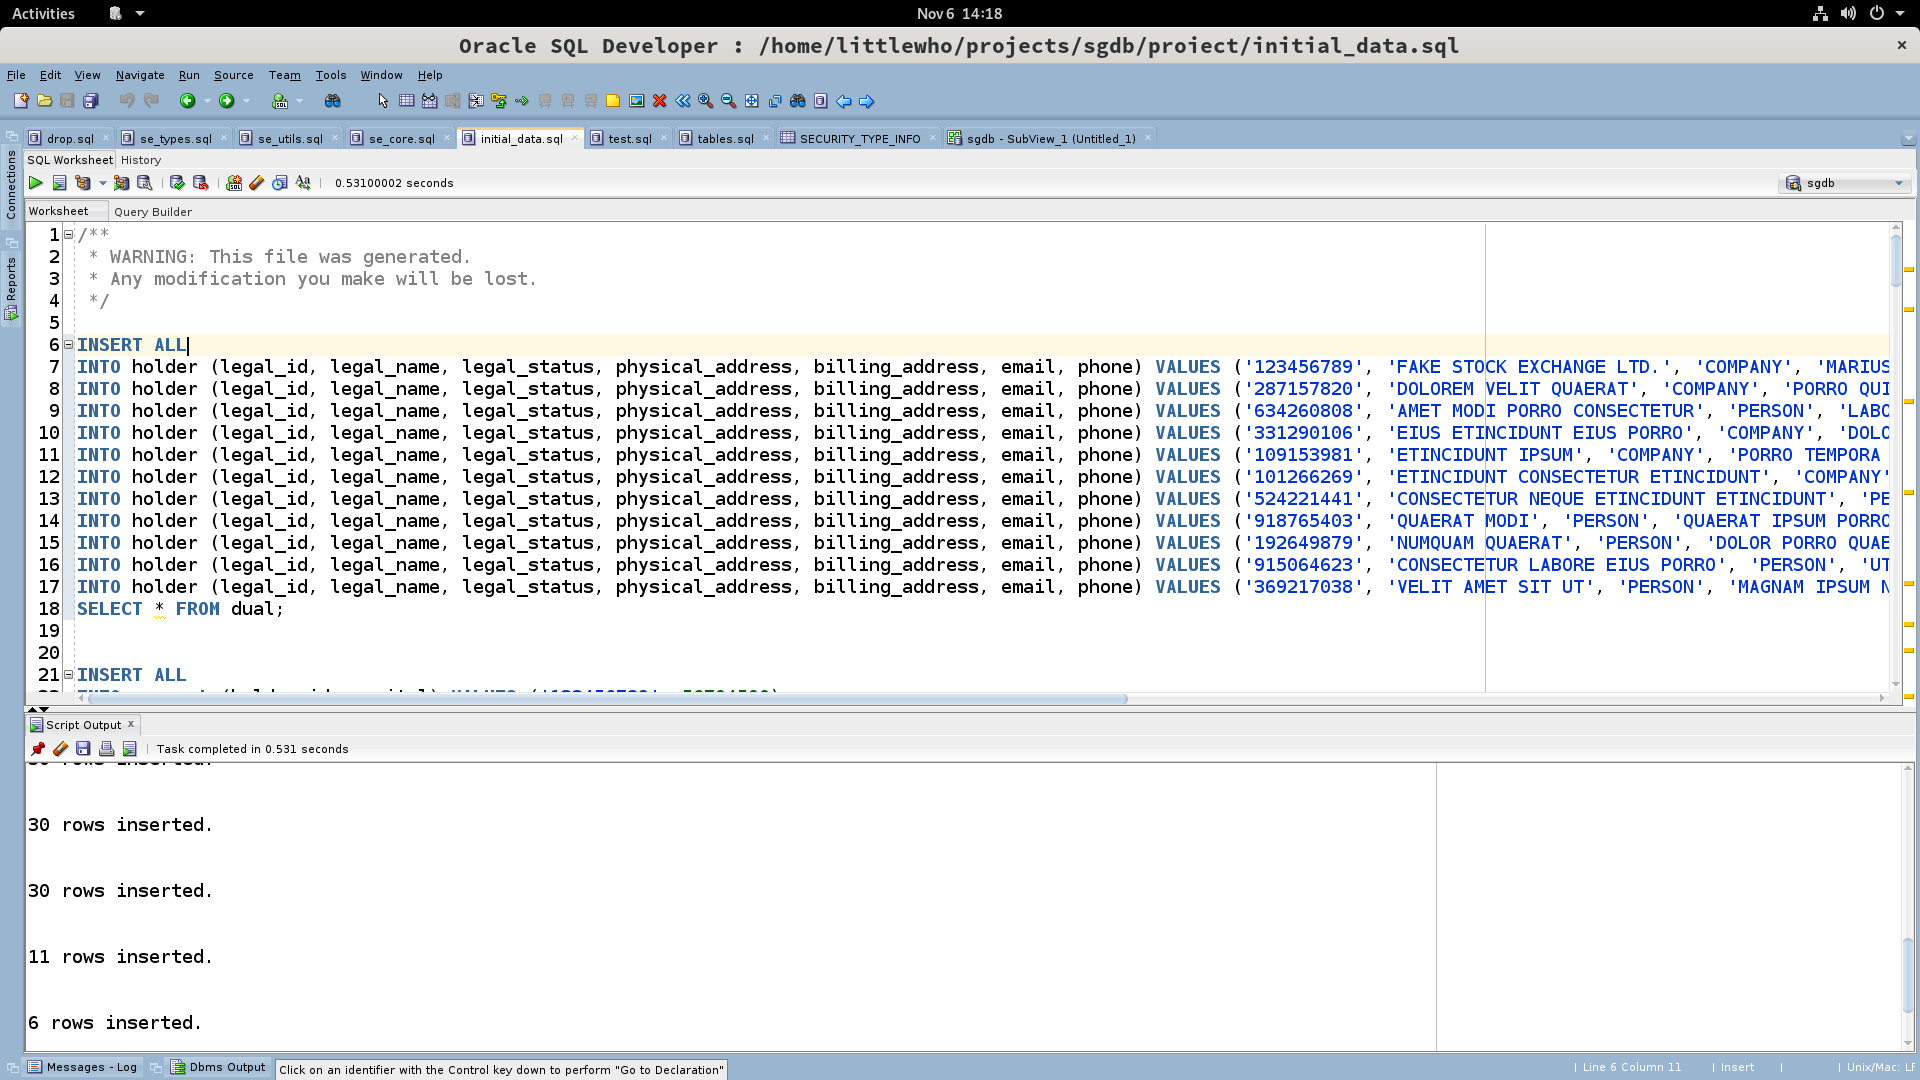 Activities
Nov 6 14:18
Oracle SQL Developer : /home/littlewho/projects/sgdb/proiect/initial_data.sql
File Edit View Navigate Run Source Team Tools Window Help
drop.sql se_types.sql se_utils.sql se_core.sql initial_data.sql test.sql tables.sql SECURITY_TYPE_INFO sgdb - SubView_1 (Untitled_1)
Connections
Reports
SQL Worksheet History
0.53100002 seconds
sgdb
Worksheet Query Builder
1 /**
2 * WARNING: This file was generated.
3 * Any modification you make will be lost.
4 */
5
6 INSERT ALL
7 INTO holder (legal_id, legal_name, legal_status, physical_address, billing_address, email, phone) VALUES ('123456789', 'FAKE STOCK EXCHANGE LTD.', 'COMPANY', 'MARIUS
8 INTO holder (legal_id, legal_name, legal_status, physical_address, billing_address, email, phone) VALUES ('287157820', 'DOLOREM VELIT QUAERAT', 'COMPANY', 'PORRO QUI
9 INTO holder (legal_id, legal_name, legal_status, physical_address, billing_address, email, phone) VALUES ('634260808', 'AMET MODI PORRO CONSECTETUR', 'PERSON', 'LABO
10 INTO holder (legal_id, legal_name, legal_status, physical_address, billing_address, email, phone) VALUES ('331290106', 'EIUS ETINCIDUNT EIUS PORRO', 'COMPANY', 'DOLO
11 INTO holder (legal_id, legal_name, legal_status, physical_address, billing_address, email, phone) VALUES ('109153981', 'ETINCIDUNT IPSUM', 'COMPANY', 'PORRO TEMPORA
12 INTO holder (legal_id, legal_name, legal_status, physical_address, billing_address, email, phone) VALUES ('101266269', 'ETINCIDUNT CONSECTETUR ETINCIDUNT', 'COMPANY'
13 INTO holder (legal_id, legal_name, legal_status, physical_address, billing_address, email, phone) VALUES ('524221441', 'CONSECTETUR NEQUE ETINCIDUNT ETINCIDUNT', 'PE
14 INTO holder (legal_id, legal_name, legal_status, physical_address, billing_address, email, phone) VALUES ('918765403', 'QUAERAT MODI', 'PERSON', 'QUAERAT IPSUM PORRO
15 INTO holder (legal_id, legal_name, legal_status, physical_address, billing_address, email, phone) VALUES ('192649879', 'NUMQUAM QUAERAT', 'PERSON', 'DOLOR PORRO QUAE
16 INTO holder (legal_id, legal_name, legal_status, physical_address, billing_address, email, phone) VALUES ('915064623', 'CONSECTETUR LABORE EIUS PORRO', 'PERSON', 'UT
17 INTO holder (legal_id, legal_name, legal_status, physical_address, billing_address, email, phone) VALUES ('369217038', 'VELIT AMET SIT UT', 'PERSON', 'MAGNAM IPSUM N
18 SELECT * FROM dual;
19
20
21 INSERT ALL
Script Output
Task completed in 0.531 seconds
30 rows inserted.
30 rows inserted.
11 rows inserted.
6 rows inserted.
Messages - Log Dbms Output Click on an identifier with the Control key down to perform "Go to Declaration"
Line 6 Column 11 Insert Unix/Mac: LF